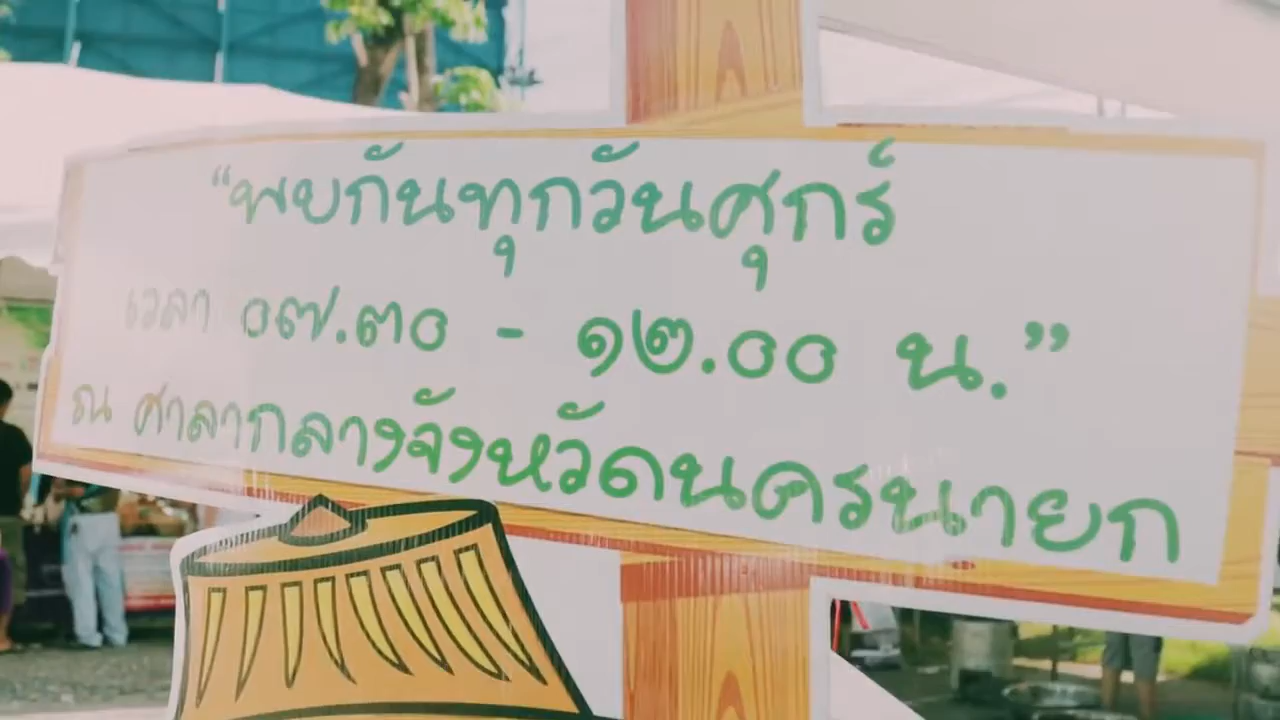 “พบกันทุกวันศุกร์
เวลา ๐๗.๓๐ - ๑๒.๐๐ น.”
ณ ศาลากลางจังหวัดนครนายก